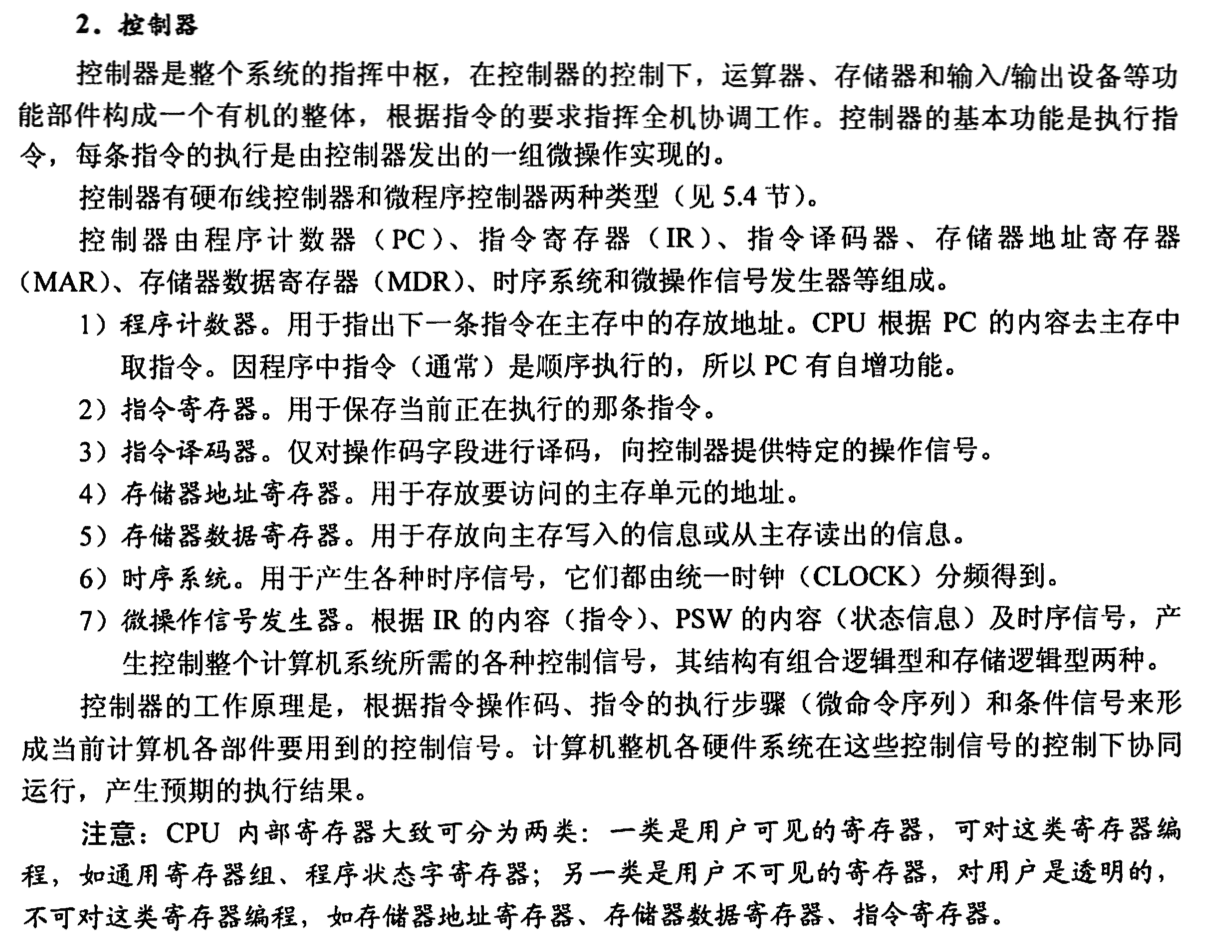 2．控制器
控制器是整个系统的指挥中枢，在控制器的控制下，运算器、存储器和输入/输出设备等功
能部件构成一个有机的整体，根据指令的要求指挥全机协调工作。控制器的基本功能是执行指
令，每条指令的执行是由控制器发出的一组微操作实现的。
控制器有硬布线控制器和微程序控制器两种类型（见 5.4 节）。
控制器由程序计数器（PC）、指令寄存器（IR）、指令译码器、存储器地址寄存器
（MAR）、存储器数据寄存器（MDR）、时序系统和微操作信号发生器等组成。
1）程序计数器。用于指出下一条指令在主存中的存放地址。CPU 根据 PC 的内容去主存中
取指令。因程序中指令（通常）是顺序执行的，所以 PC 有自增功能。
2）指令寄存器。用于保存当前正在执行的那条指令。
3）指令译码器。仅对操作码字段进行译码，向控制器提供特定的操作信号。
4）存储器地址寄存器。用于存放要访问的主存单元的地址。
5）存储器数据寄存器。用于存放向主存写入的信息或从主存读出的信息。
6）时序系统。用于产生各种时序信号，它们都由统一时钟（CLOCK）分频得到。
7）微操作信号发生器。根据 IR 的内容（指令）、PSW 的内容（状态信息）及时序信号，产
生控制整个计算机系统所需的各种控制信号，其结构有组合逻辑型和存储逻辑型两种。
控制器的工作原理是，根据指令操作码、指令的执行步骤（微命令序列）和条件信号来形
成当前计算机各部件要用到的控制信号。计算机整机各硬件系统在这些控制信号的控制下协同
运行，产生预期的执行结果。
注意：CPU 内部寄存器大致可分为两类：一类是用户可见的寄存器，可对这类寄存器编
程，如通用寄存器组、程序状态字寄存器；另一类是用户不可见的寄存器，对用户是透明的，
不可对这类寄存器编程，如存储器地址寄存器、存储器数据寄存器、指令寄存器。